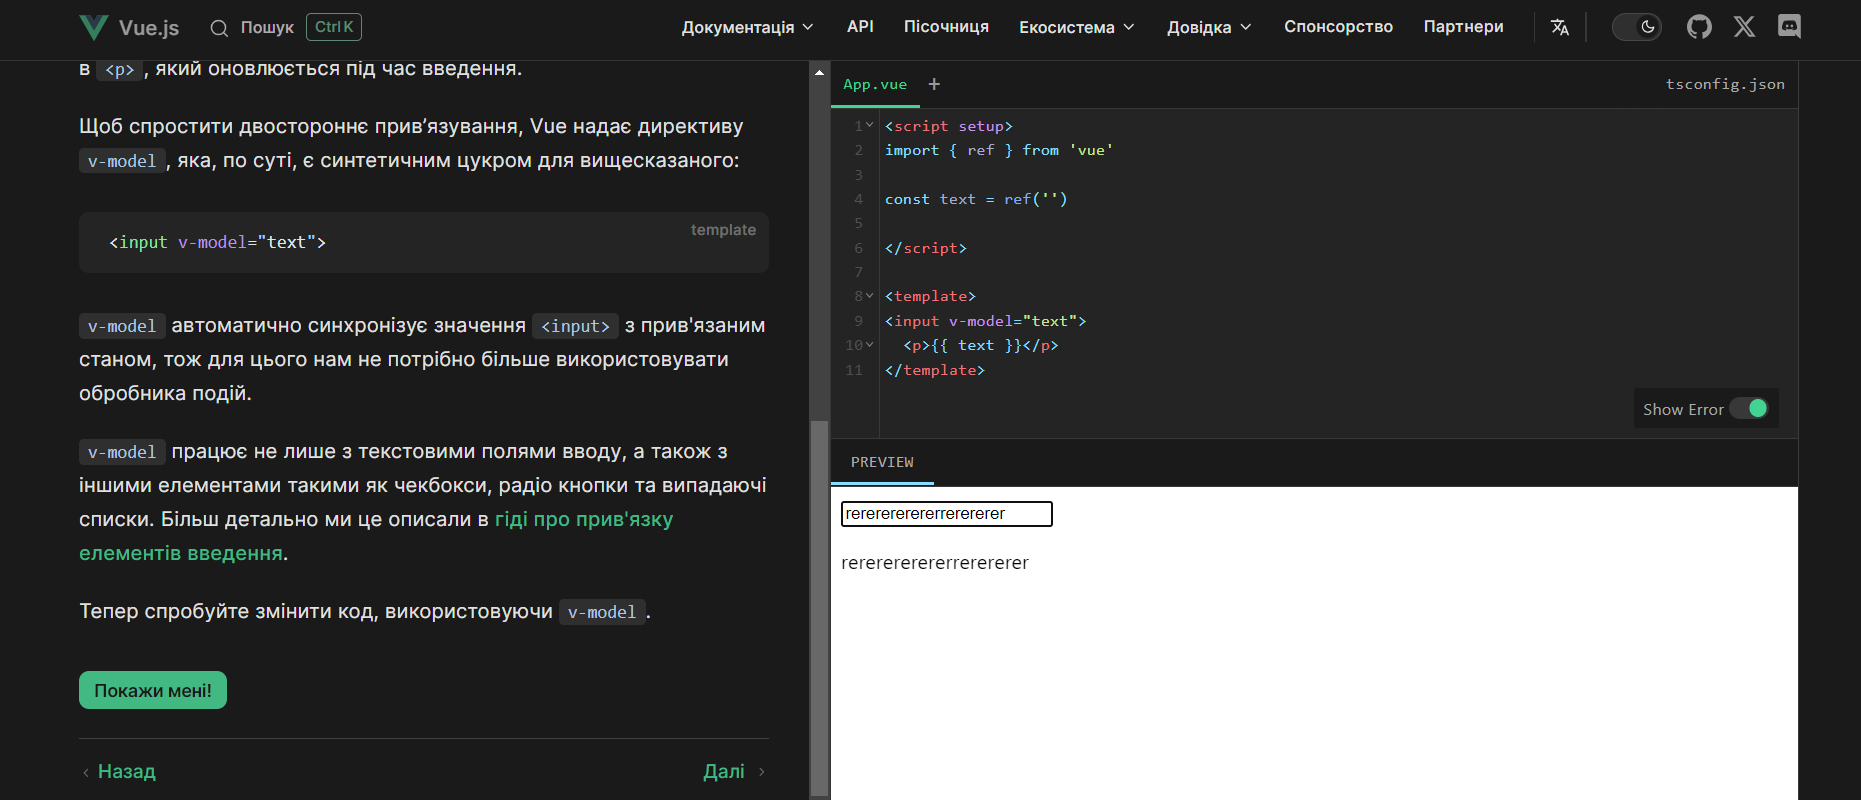 Vue.js
Пошук
Ctrl K
Документація
API
Пісочниця
Екосистема
Довідка
Спонсорство
Партнери
в <p> , який оновлюється під час введення.
Щоб спростити двостороннє прив’язування, Vue надає директиву
v-model , яка, по суті, є синтетичним цукром для вищесказаного:
template
<input v-model="text">
v-model автоматично синхронізує значення <input> з прив'язаним
станом, тож для цього нам не потрібно більше використовувати
обробника подій.
v-model працює не лише з текстовими полями вводу, а також з
іншими елементами такими як чекбокси, радіо кнопки та випадаючі
списки. Більш детально ми це описали в гіді про прив'язку
елементів введення.
Тепер спробуйте змінити код, використовуючи v-model .
Покажи мені!
Назад
Далі
App.vue +
tsconfig.json
1 <script setup>
2 import { ref } from 'vue'
3
4 const text = ref('')
5
6 </script>
7
8 <template>
9 <input v-model="text">
10 <p>{{ text }}</p>
11 </template>
Show Error
PREVIEW
rerererererererrerererer
rerererererererrerererer